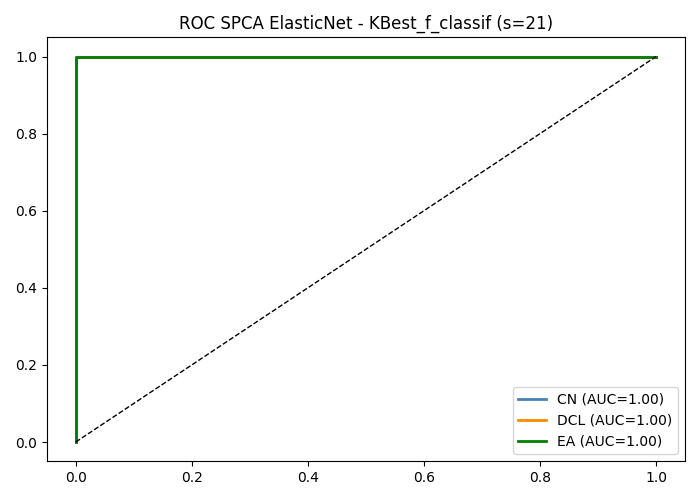 ROC SPCA ElasticNet - KBest_f_classif (s=21)
1.0
0.8
0.6
0.4
0.2
0.0
CN (AUC=1.00)
DCL (AUC=1.00)
EA (AUC=1.00)
0.0 0.2 0.4 0.6 0.8 1.0